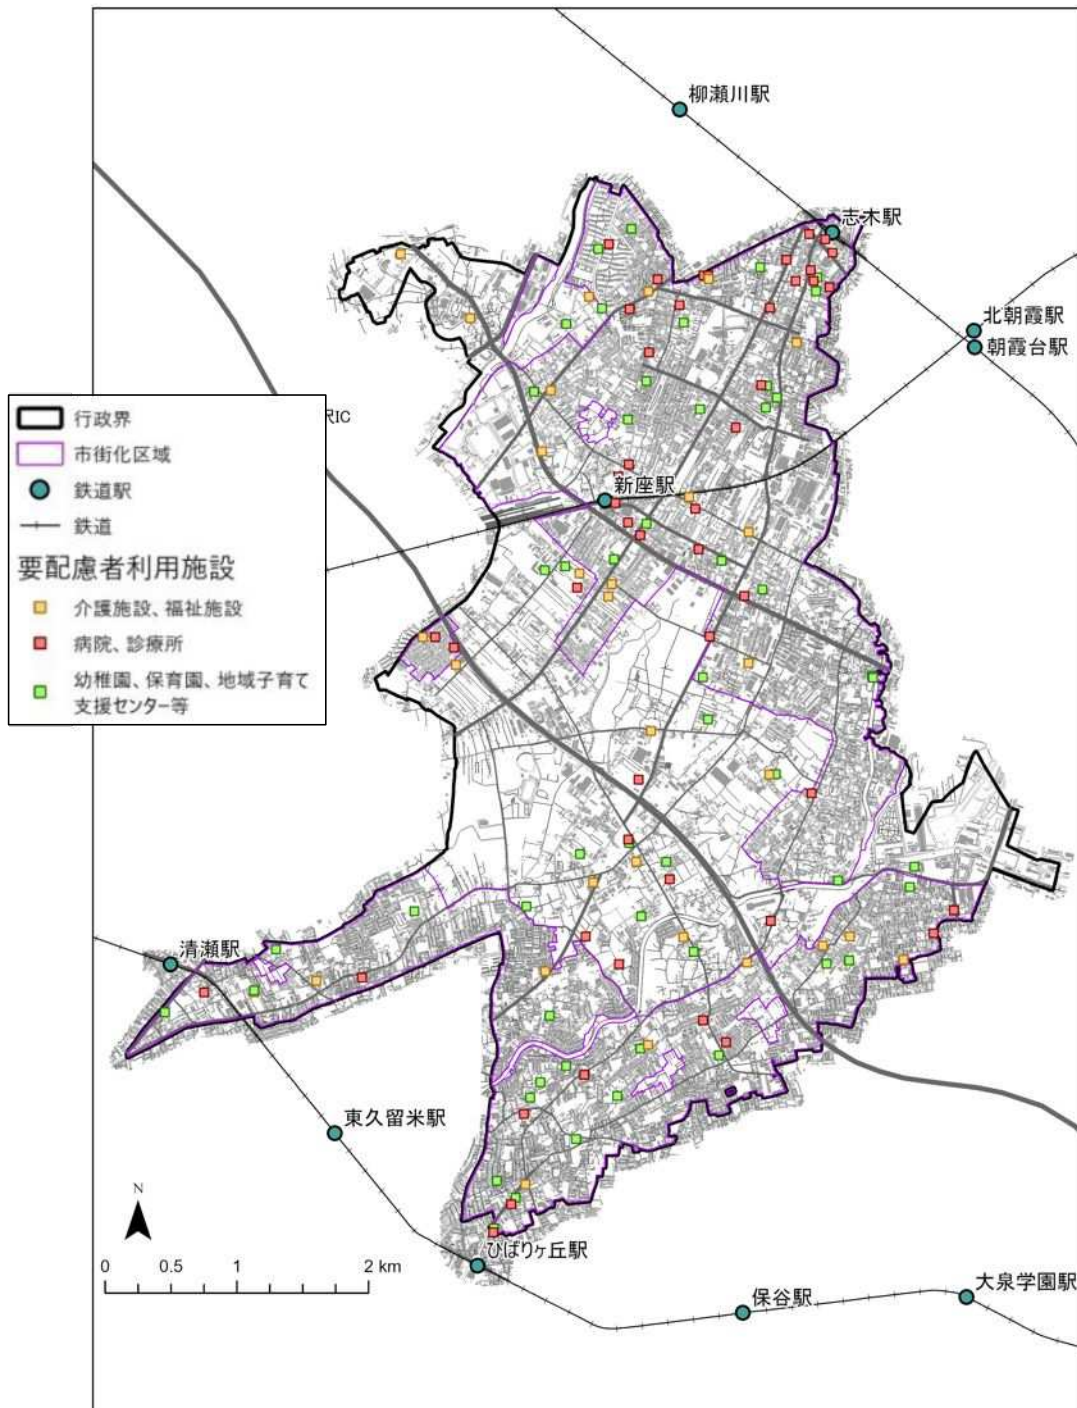 柳瀬川駅
志木駅
北朝霞駅
朝霞台駅
行政界
沢IC
市街化区域
鉄道駅
鉄道
新座駅
要配慮者利用施設
介護施設、福祉施設
病院、診療所
幼稚園、保育園、地域子育て
支援センター等
清瀬駅
東久留米駅
N
0 0.5 1 2 km
ひばりヶ丘駅
保谷駅
大泉学園駅